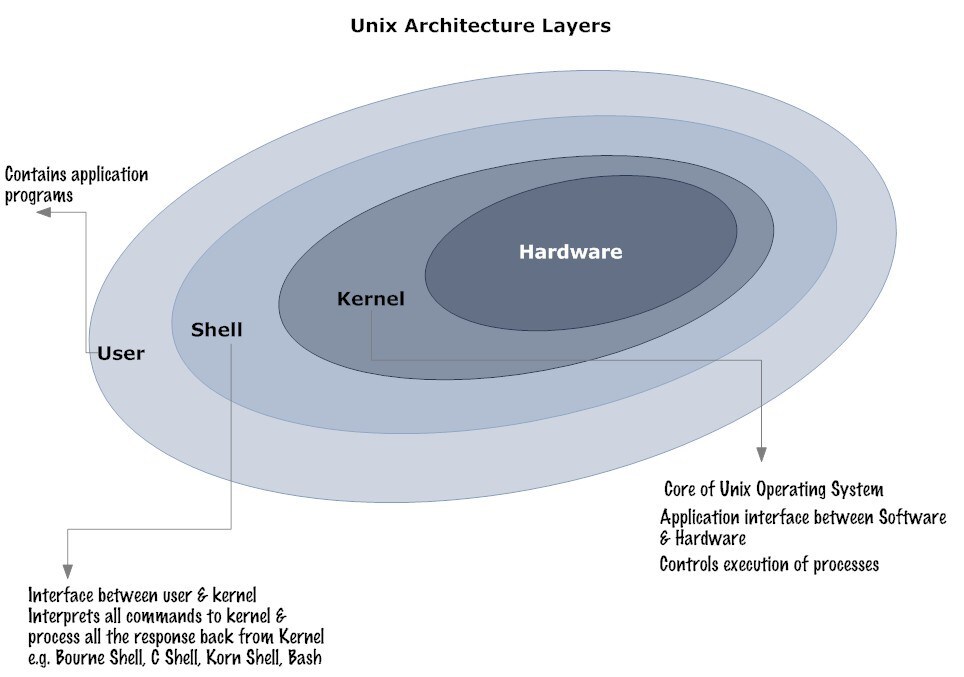 Unix Architecture Layers
Contains application
programs
Hardware
Kernel
Shell
User
Core of Unix Operating System
Application interface between Software
& Hardware
Controls execution of processes
Interface between user & kernel
Interprets all commands to kernel &
process all the response back from Kernel
e.g. Bourne Shell, C Shell, Korn Shell, Bash